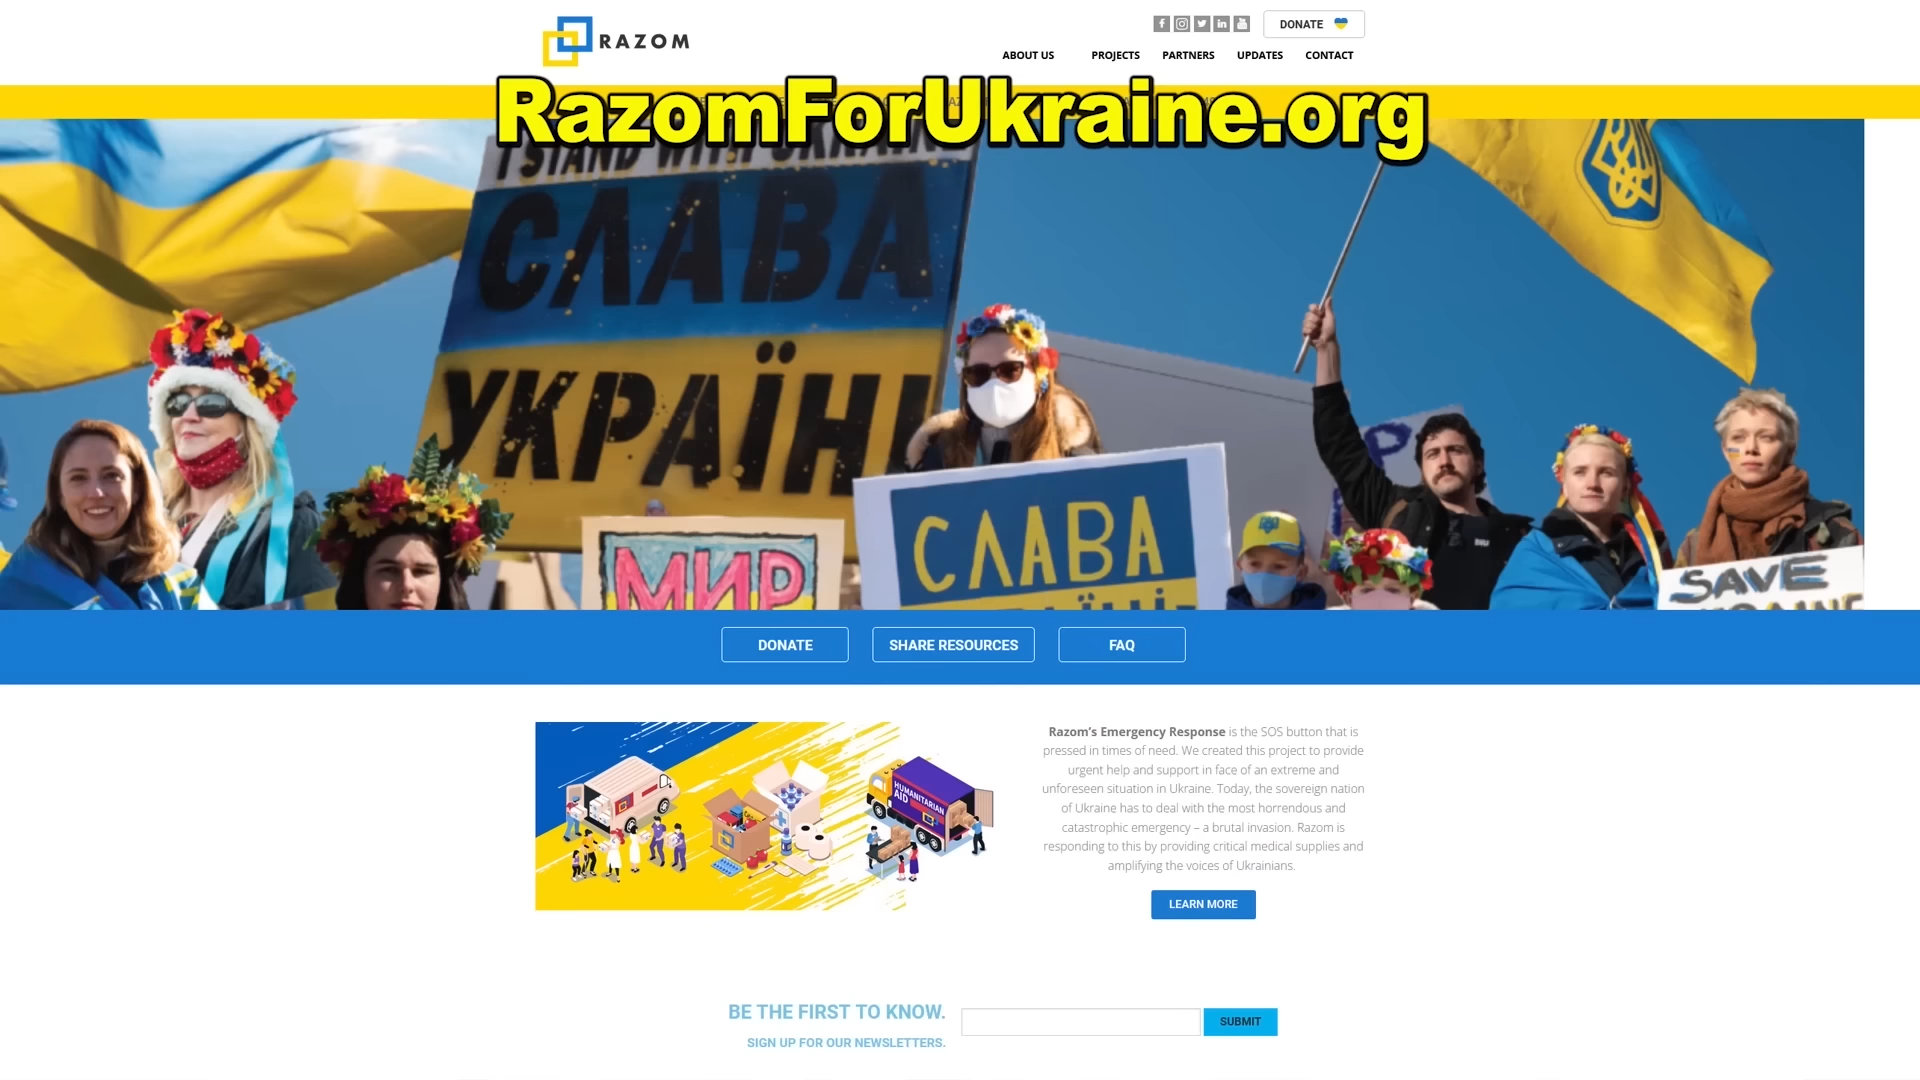 RAZOM
DONATE
ABOUT US
PROJECTS
PARTNERS
UPDATES
CONTACT
RazomForUkraine.org
I STAND WITH UKRAINE
СЛАВА
УКРАЇНІ
МИР
СЛАВА
SAVE
DONATE
SHARE RESOURCES
FAQ
HUMANITARIAN
AID
Razom’s Emergency Response is the SOS button that is
pressed in times of need. We created this project to provide
urgent help and support in face of an extreme and
unforeseen situation in Ukraine. Today, the sovereign nation
of Ukraine has to deal with the most horrendous and
catastrophic emergency – a brutal invasion. Razom is
responding to this by providing critical medical supplies and
amplifying the voices of Ukrainians.
LEARN MORE
BE THE FIRST TO KNOW.
SUBMIT
SIGN UP FOR OUR NEWSLETTERS.